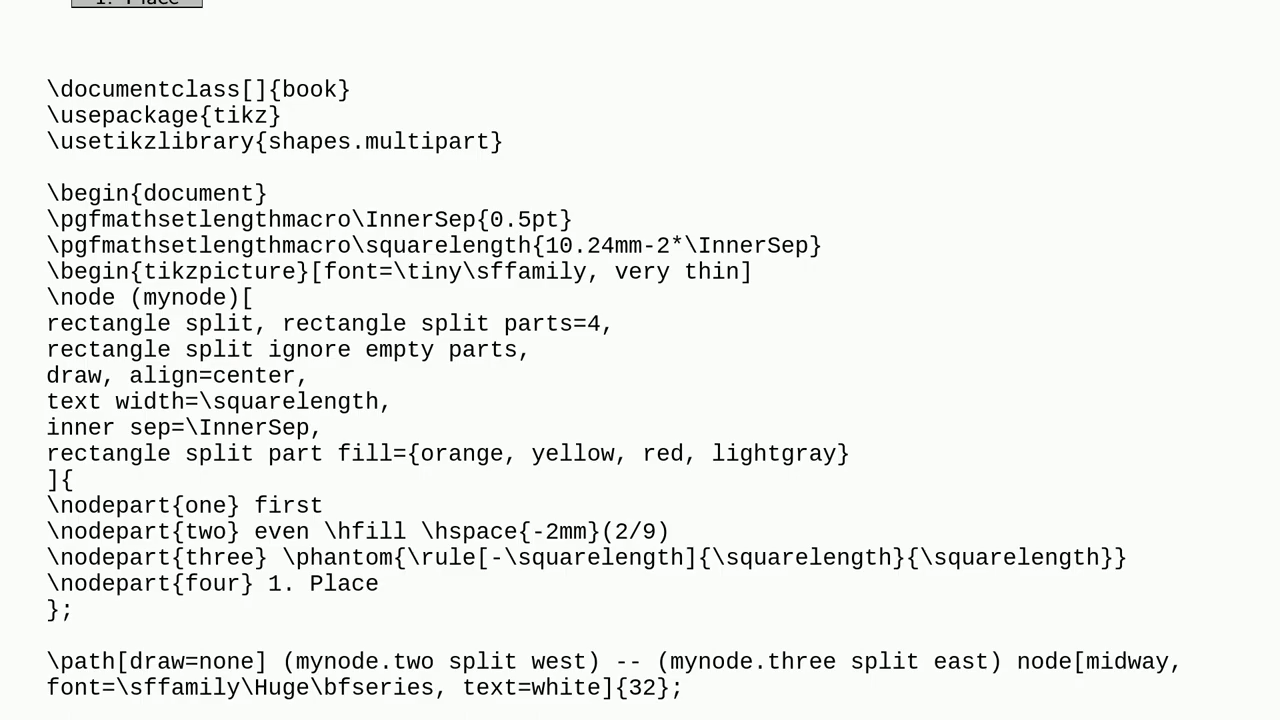 1. Place
\documentclass[]{book}
\usepackage{tikz}
\usetikzlibrary{shapes.multipart}
\begin{document}
\pgfmathsetlengthmacro\InnerSep{0.5pt}
\pgfmathsetlengthmacro\squarelength{10.24mm-2*\InnerSep}
\begin{tikzpicture}[font=\tiny\sffamily, very thin]
\node (mynode)[
rectangle split, rectangle split parts=4,
rectangle split ignore empty parts,
draw, align=center,
text width=\squarelength,
inner sep=\InnerSep,
rectangle split part fill={orange, yellow, red, lightgray}
]{
\nodepart{one} first
\nodepart{two} even \hfill \hspace{-2mm}(2/9)
\nodepart{three} \phantom{\rule[-\squarelength]{\squarelength}{\squarelength}}
\nodepart{four} 1. Place
};
\path[draw=none] (mynode.two split west) -- (mynode.three split east) node[midway,
font=\sffamily\Huge\bfseries, text=white]{32};